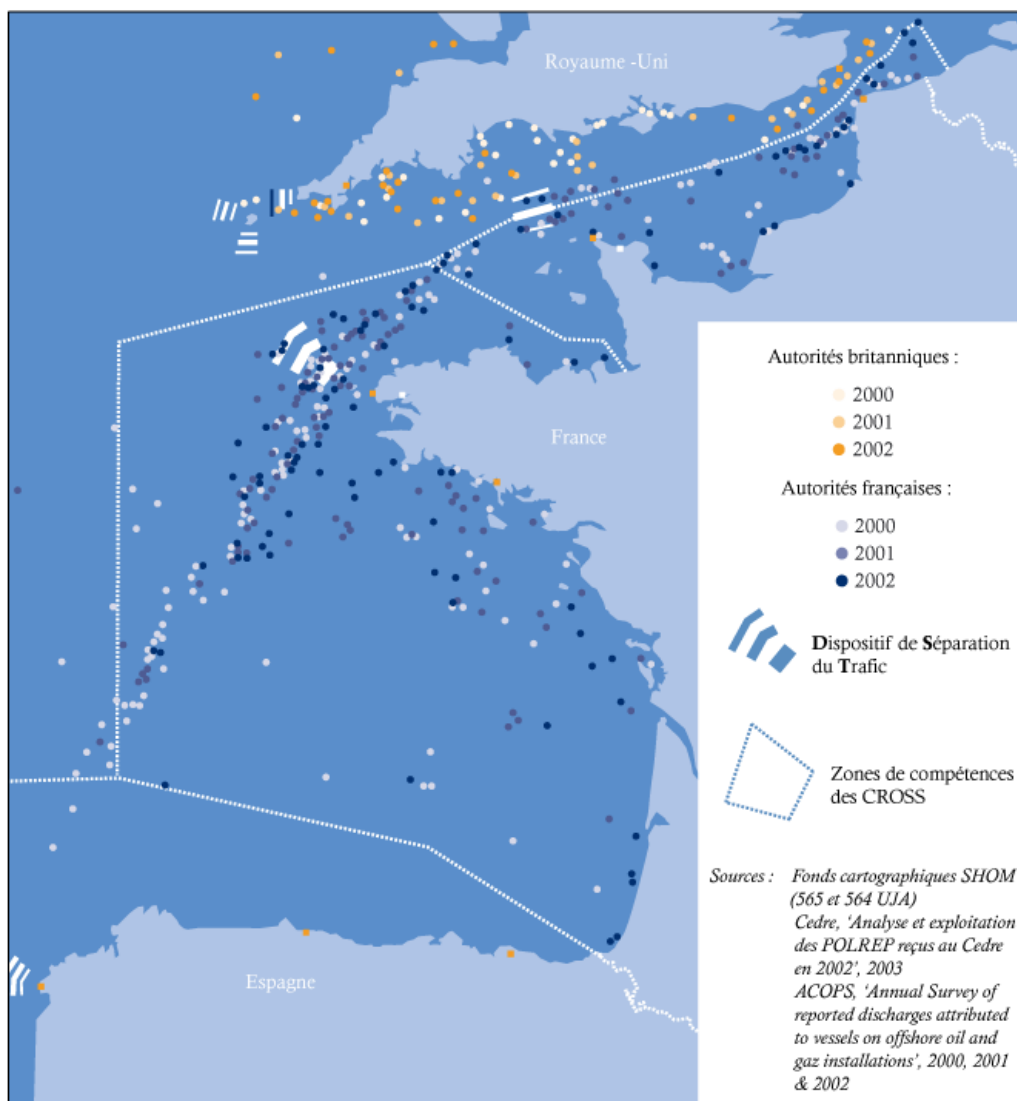 Royaume -Uni
France
Espagne
Autorités britanniques :
2000
2001
2002
Autorités françaises :
2000
2001
2002
Dispositif de Séparation
du Trafic
Zones de compétences
des CROSS
Sources : Fonds cartographiques SHOM
(565 et 564 UJA)
Cedre, ‘Analyse et exploitation
des POLREP reçus au Cedre
en 2002’, 2003
ACOPS, ‘Annual Survey of
reported discharges attributed
to vessels on offshore oil and
gaz installations’, 2000, 2001
& 2002